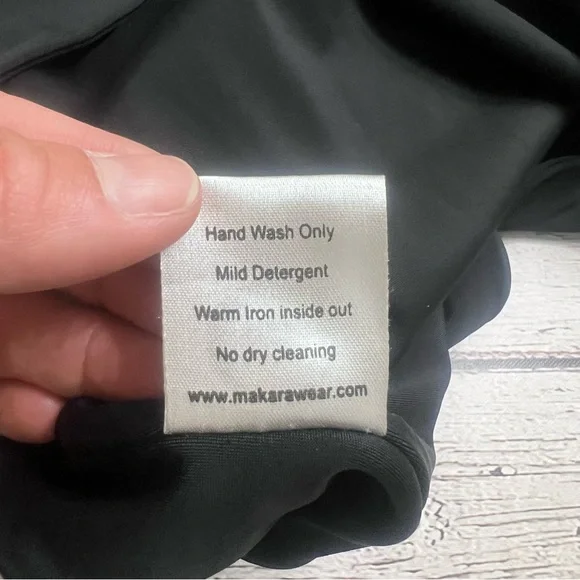 Hand Wash Only
Mild Detergent
Warm Iron inside out
No dry cleaning
www.makarawear.com